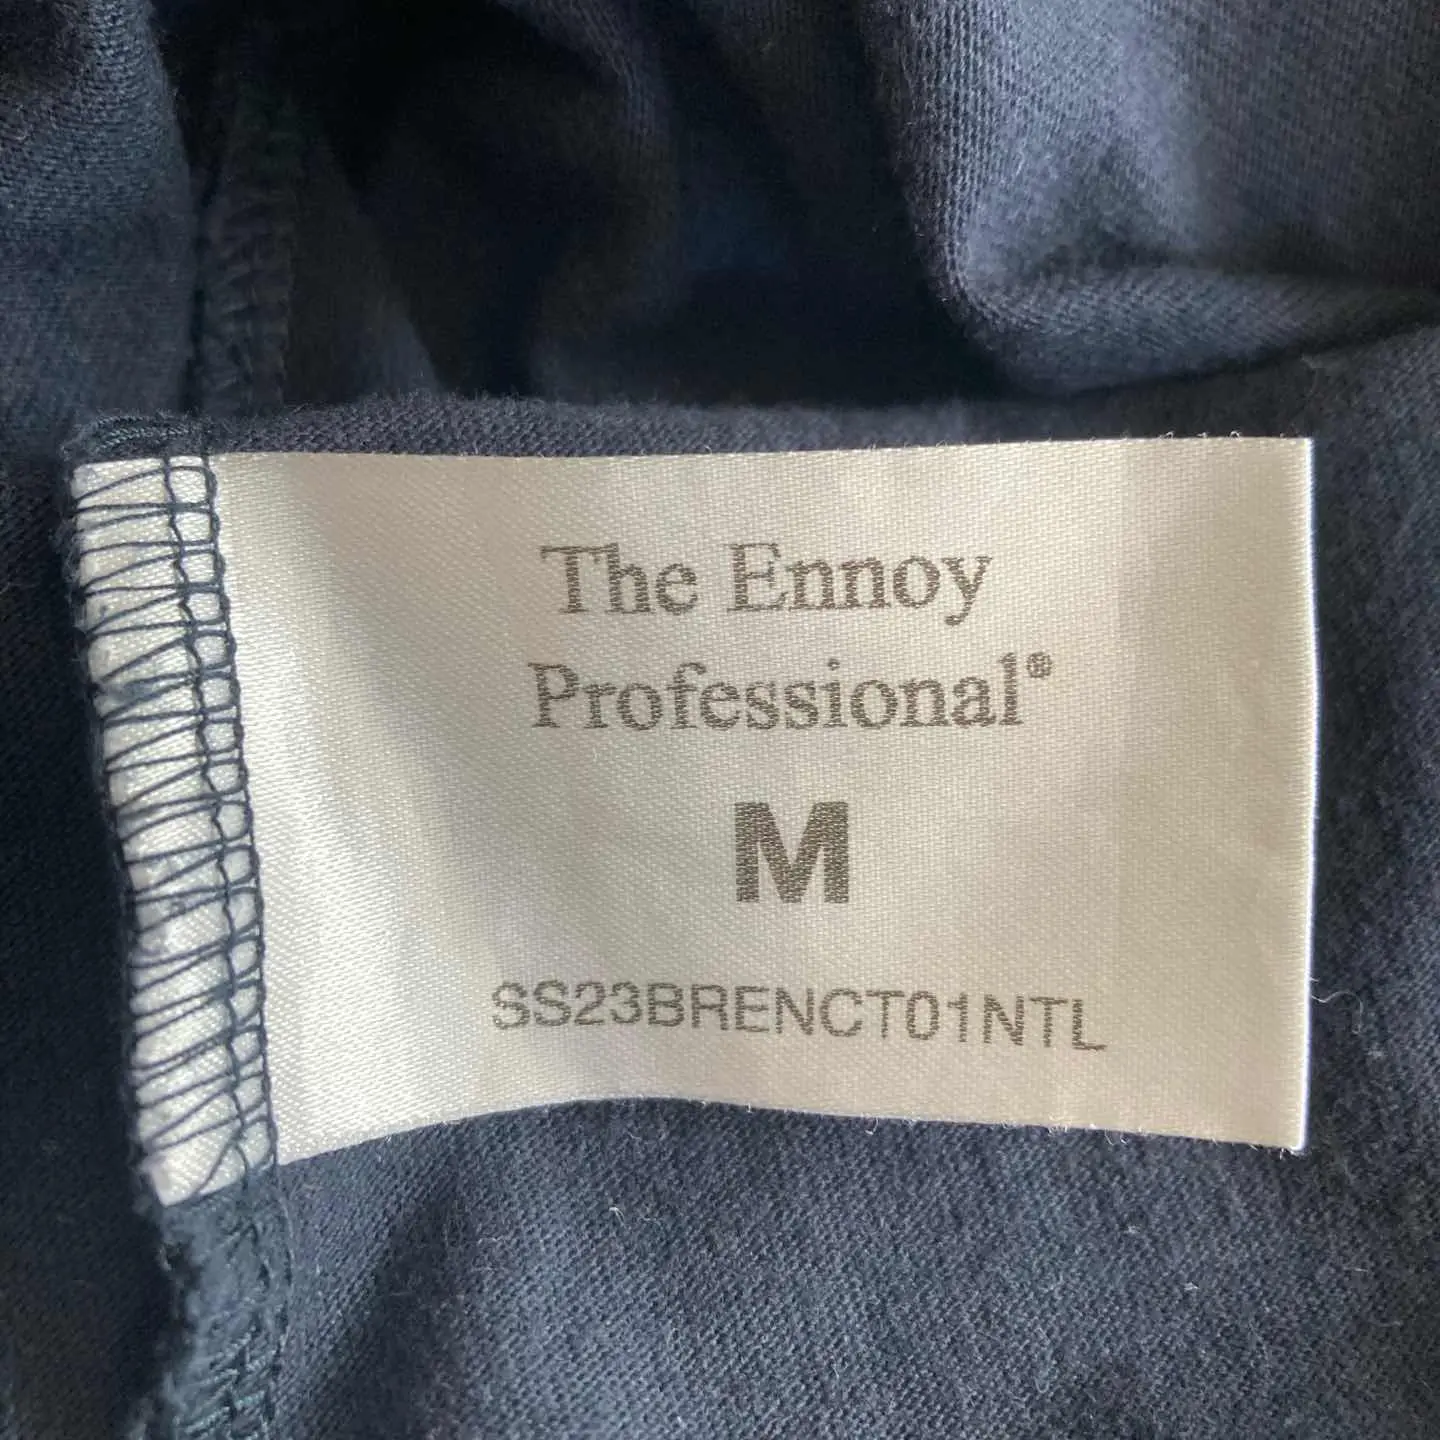 The Ennoy
Professional®
M
SS23BRENCT01NTL